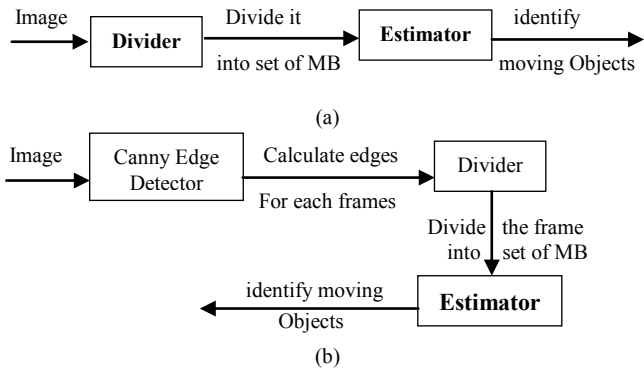 Image
Divider
Divide it
into set of MB
Estimator
identify
moving Objects
(a)
Image
Canny Edge
Detector
Calculate edges
For each frames
Divider
Divide the frame
into set of MB
Estimator
identify moving
Objects
(b)